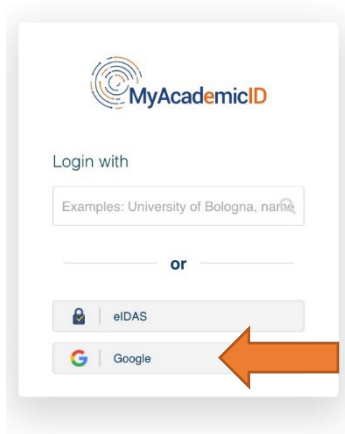 MyAcademicID
Login with
Examples: University of Bologna, name
or
eIDAS
Google